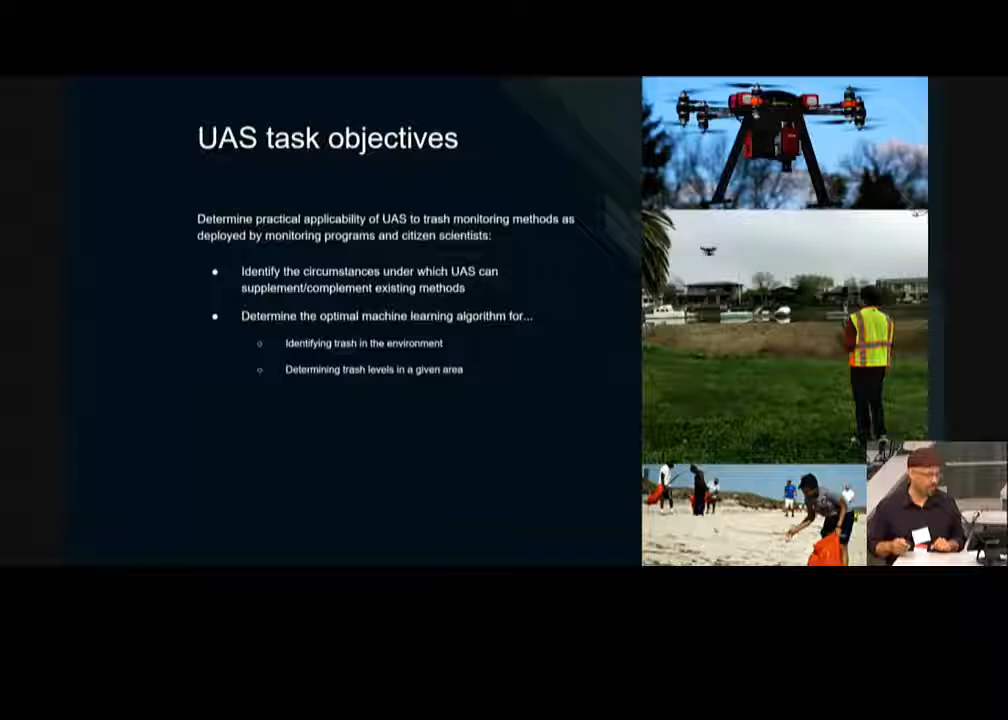 UAS task objectives
Determine practical applicability of UAS to trash monitoring methods as
deployed by monitoring programs and citizen scientists:
● Identify the circumstances under which UAS can
supplement/complement existing methods
● Determine the optimal machine learning algorithm for...
○ Identifying trash in the environment
○ Determining trash levels in a given area